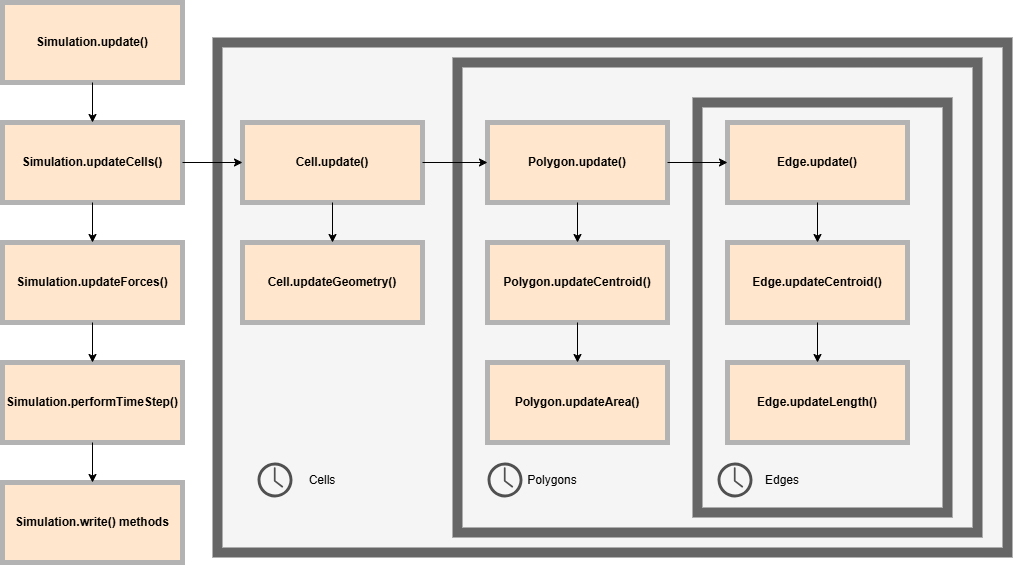 Simulation.update()
Simulation.updateCells()
Cell.update()
Polygon.update()
Edge.update()
Simulation.updateForces()
Cell.updateGeometry()
Polygon.updateCentroid()
Edge.updateCentroid()
Simulation.performTimeStep()
Polygon.updateArea()
Edge.updateLength()
Cells
Polygons
Edges
Simulation.write() methods